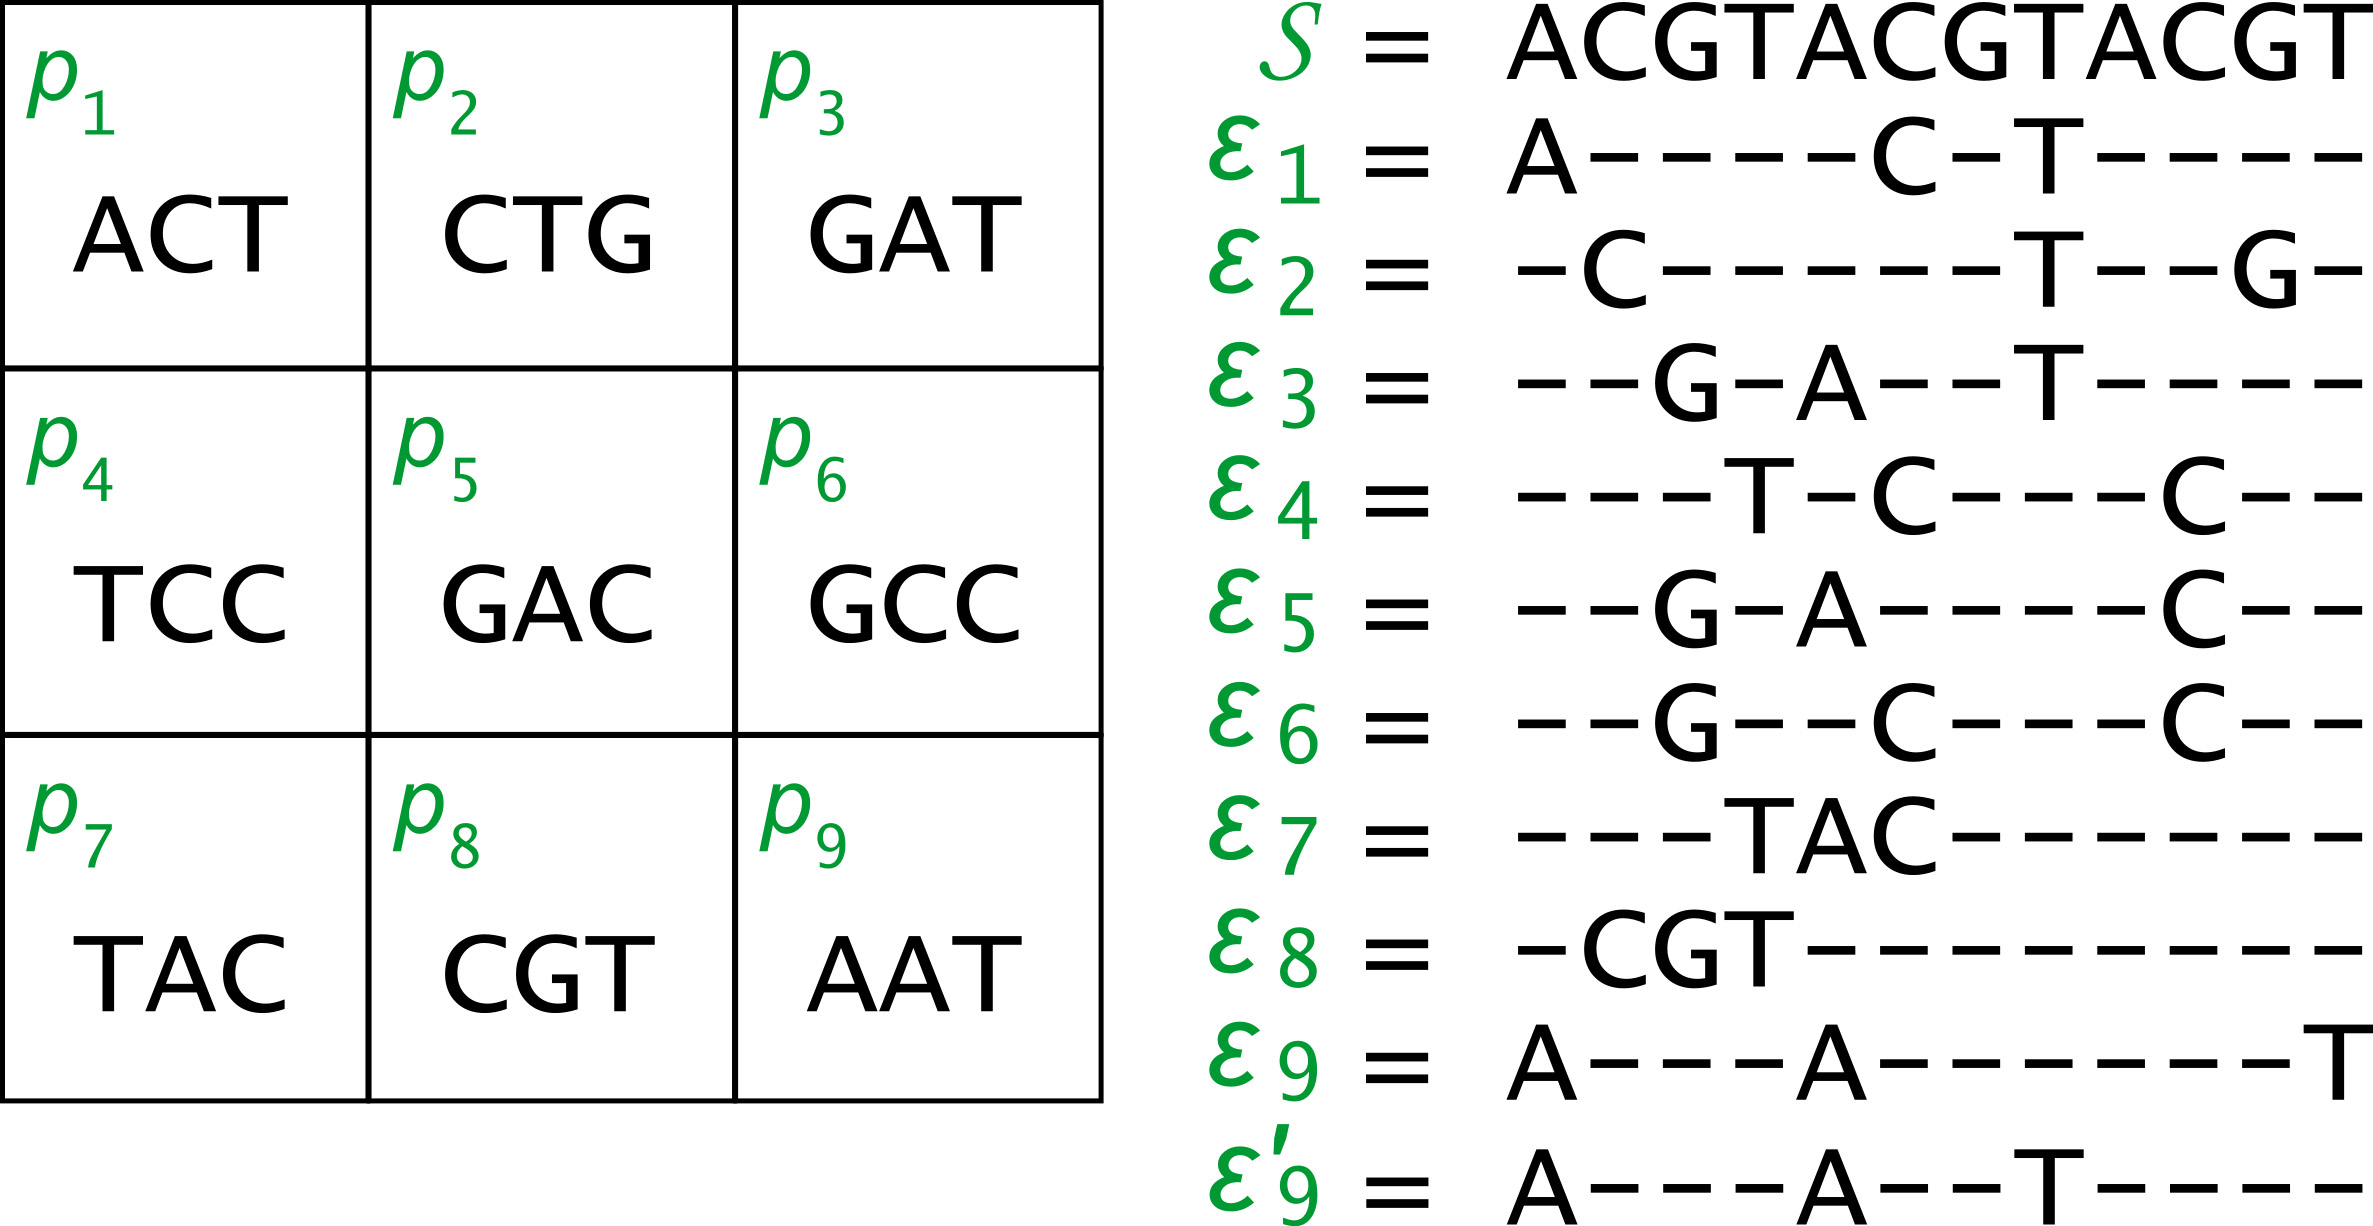 p1 p2 p3
ACT CTG GAT
p4 p5 p6
TCC GAC GCC
p7 p8 p9
TAC CGT AAT
S = ACGTACGTACGT
ε1 = A----C-T----
ε2 = -C-----T--G-
ε3 = --G-A--T----
ε4 = ---T-C---C--
ε5 = --G-A----C--
ε6 = --G--C---C--
ε7 = ---TAC------
ε8 = -CGT--------
ε9 = A---A------T
ε'9 = A---A--T----